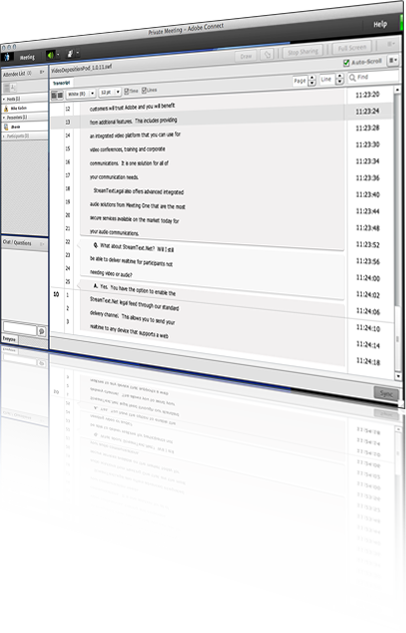 Private Meeting - Adobe Connect
Meeting
Help
Attendee List (3)
VideoDepositionPod_1.0.11.swf
Draw
Stop Sharing
Full Screen
Transcript
Auto-Scroll
White (B)
12 pt
Time
Lines
Page
Line
Find
Hosts (1)
Presenters (1)
Participants (1)
Chat / Questions
Everyone
12 customers will trust Adobe and you will benefit 11:23:20
13 from additional features. This includes providing 11:23:24
14 an integrated video platform that you can use for 11:23:28
15 video conferences, training and corporate 11:23:30
16 communications. It is one solution for all of 11:23:34
17 your communication needs. 11:23:36
18 StreamTextLegal also offers advanced integrated 11:23:40
19 audio solutions from Meeting One that are the most 11:23:44
20 secure services available on the market today for 11:23:48
21 your audio communications. 11:23:52
22 Q. What about StreamText.Net? Will I still 11:23:56
23 be able to deliver realtime for participants not 11:24:00
24 needing video or audio? 11:24:02
25 A. Yes. You have the option to enable the 11:24:06
10 1 StreamText.Net legal feed through our standard 11:24:10
2 delivery channel. This allows you to send your 11:24:14
3 realtime to any device that supports a web 11:24:18
Sync